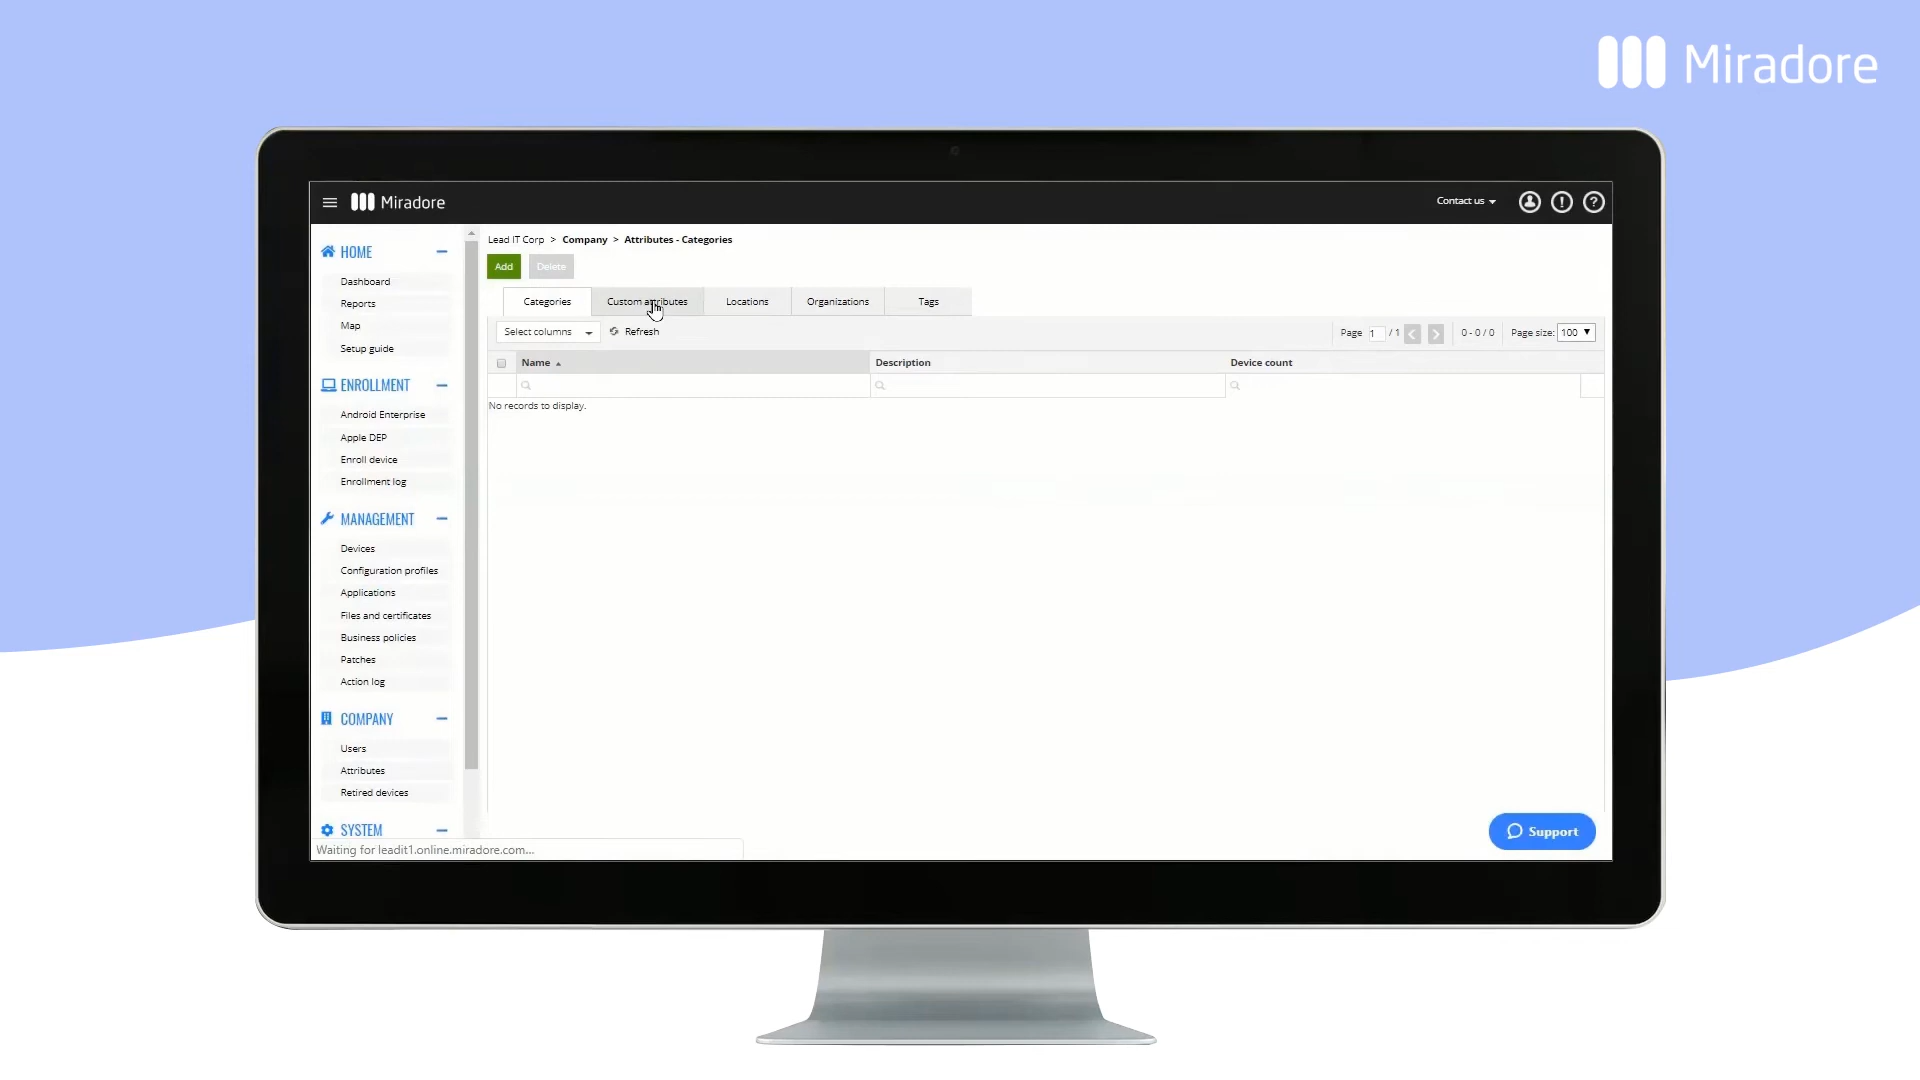 Miradore
Miradore
Contact us
HOME
Dashboard
Reports
Map
Setup guide
ENROLLMENT
Android Enterprise
Apple DEP
Enroll device
Enrollment log
MANAGEMENT
Devices
Configuration profiles
Applications
Files and certificates
Business policies
Patches
Action log
COMPANY
Users
Attributes
Retired devices
SYSTEM
Lead IT Corp > Company > Attributes - Categories
Add Delete
Categories Custom attributes Locations Organizations Tags
Select columns Refresh Page 1 / 1 0 - 0 / 0 Page size: 100
Name Description Device count
No records to display.
Support
Waiting for leadit1.online.miradore.com...